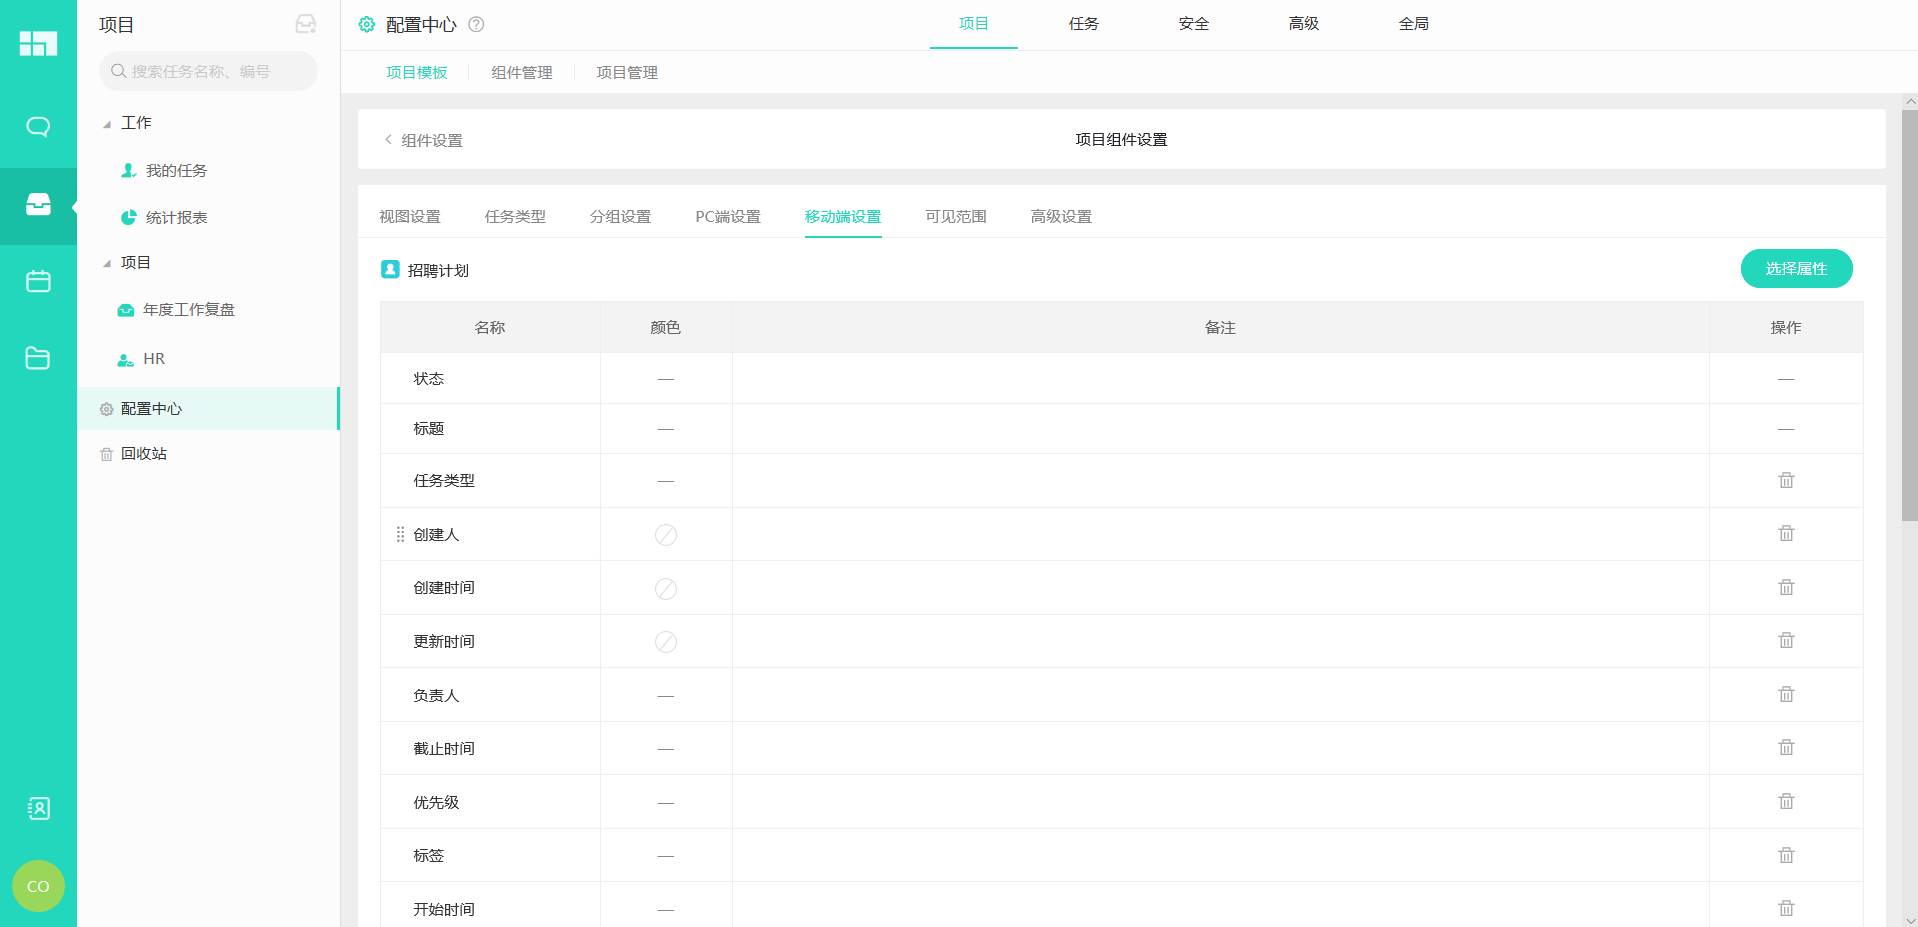 项目
搜索任务名称、编号
工作
我的任务
统计报表
项目
年度工作复盘
HR
配置中心
回收站
CO
配置中心
项目 任务 安全 高级 全局
项目模板 组件管理 项目管理
组件设置
项目组件设置
视图设置 任务类型 分组设置 PC端设置 移动端设置 可见范围 高级设置
招聘计划
选择属性
名称 颜色 备注 操作
状态 — —
标题 — —
任务类型 —
创建人
创建时间
更新时间
负责人 —
截止时间 —
优先级 —
标签 —
开始时间 —